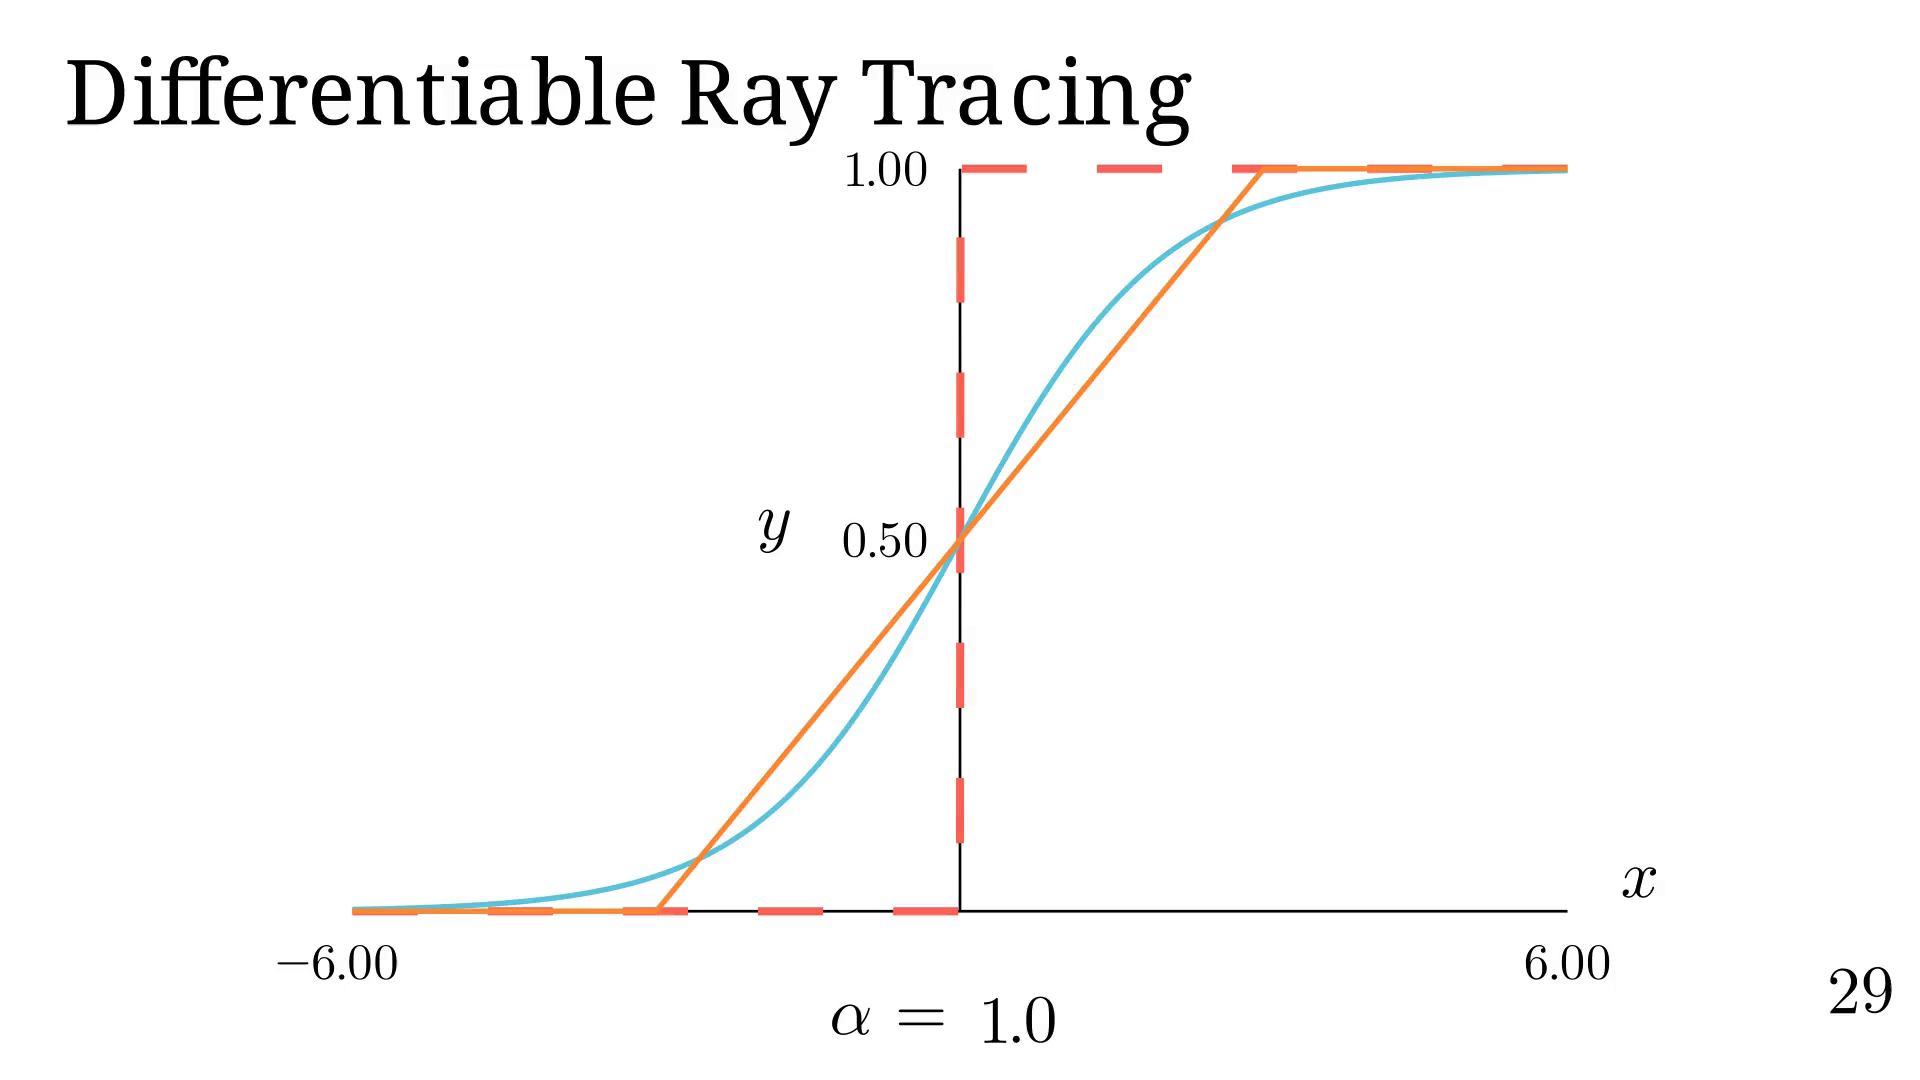 Differentiable Ray Tracing
1.00
y 0.50
x
−6.00 6.00
α = 1.0
29